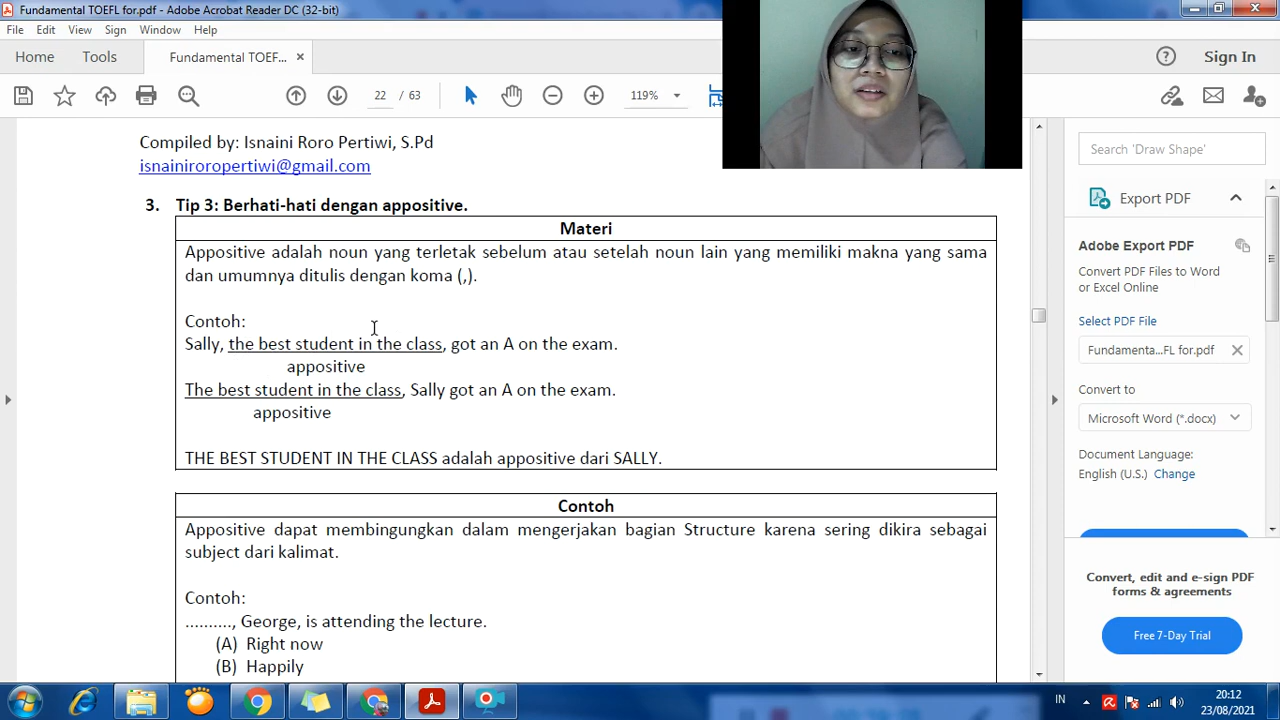 Fundamental TOEFL for.pdf - Adobe Acrobat Reader DC (32-bit)
File Edit View Sign Window Help
Home Tools Fundamental TOEF... × Sign In
22 / 63 119%
Compiled by: Isnaini Roro Pertiwi, S.Pd
isnainiroropertiwi@gmail.com
3. Tip 3: Berhati-hati dengan appositive.
Materi
Appositive adalah noun yang terletak sebelum atau setelah noun lain yang memiliki makna yang sama
dan umumnya ditulis dengan koma (,).
Contoh:
Sally, the best student in the class, got an A on the exam.
appositive
The best student in the class, Sally got an A on the exam.
appositive
THE BEST STUDENT IN THE CLASS adalah appositive dari SALLY.
Contoh
Appositive dapat membingungkan dalam mengerjakan bagian Structure karena sering dikira sebagai
subject dari kalimat.
Contoh:
.........., George, is attending the lecture.
(A) Right now
(B) Happily
Search 'Draw Shape'
Export PDF
Adobe Export PDF
Convert PDF Files to Word
or Excel Online
Select PDF File
Fundamenta...FL for.pdf
Convert to
Microsoft Word (*.docx)
Document Language:
English (U.S.) Change
Convert, edit and e-sign PDF
forms & agreements
Free 7-Day Trial
IN
20:12
23/08/2021